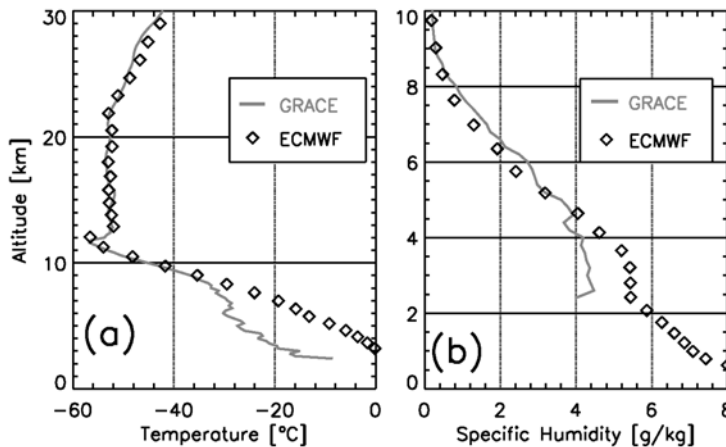 30
20
10
0
Altitude [km]
GRACE
ECMWF
(a)
-60
-40
-20
0
Temperature [°C]
10
8
6
4
2
0
GRACE
ECMWF
(b)
0
2
4
6
8
Specific Humidity [g/kg]